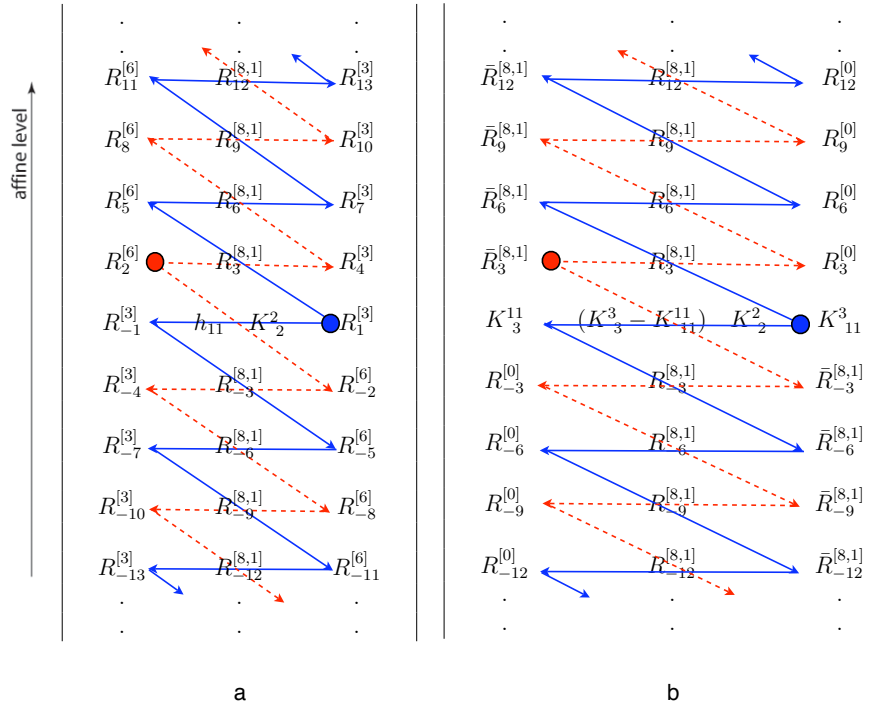 . . . . . .
. . . . . .
R_{11}^{[6]} R_{12}^{[8,1]} R_{13}^{[3]} \bar{R}_{12}^{[8,1]} R_{12}^{[8,1]} R_{12}^{[0]}
R_{8}^{[6]} R_{9}^{[8,1]} R_{10}^{[3]} \bar{R}_{9}^{[8,1]} R_{9}^{[8,1]} R_{9}^{[0]}
affine level
R_{5}^{[6]} R_{6}^{[8,1]} R_{7}^{[3]} \bar{R}_{6}^{[8,1]} R_{6}^{[8,1]} R_{6}^{[0]}
R_{2}^{[6]} R_{3}^{[8,1]} R_{4}^{[3]} \bar{R}_{3}^{[8,1]} R_{3}^{[8,1]} R_{3}^{[0]}
R_{-1}^{[3]} h_{11} K^{2}_{2} R_{1}^{[3]} K^{11}_{3} (K^{3}_{3} − K^{11}_{11}) K^{2}_{2} K^{3}_{11}
R_{-4}^{[3]} R_{-3}^{[8,1]} R_{-2}^{[6]} R_{-3}^{[0]} R_{-3}^{[8,1]} \bar{R}_{-3}^{[8,1]}
R_{-7}^{[3]} R_{-6}^{[8,1]} R_{-5}^{[6]} R_{-6}^{[0]} R_{-6}^{[8,1]} \bar{R}_{-6}^{[8,1]}
R_{-10}^{[3]} R_{-9}^{[8,1]} R_{-8}^{[6]} R_{-9}^{[0]} R_{-9}^{[8,1]} \bar{R}_{-9}^{[8,1]}
R_{-13}^{[3]} R_{-12}^{[8,1]} R_{-11}^{[6]} R_{-12}^{[0]} R_{-12}^{[8,1]} \bar{R}_{-12}^{[8,1]}
. . . . . .
. . . . . .
a b